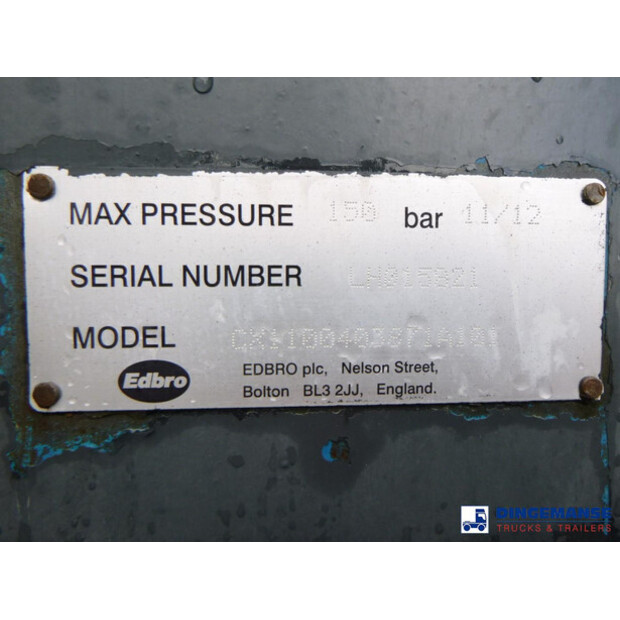 MAX PRESSURE 150 bar 11/12
SERIAL NUMBER
MODEL
Edbro
EDBRO plc, Nelson Street,
Bolton BL3 2JJ, England.
DINGEMANSE
TRUCKS & TRAILERS